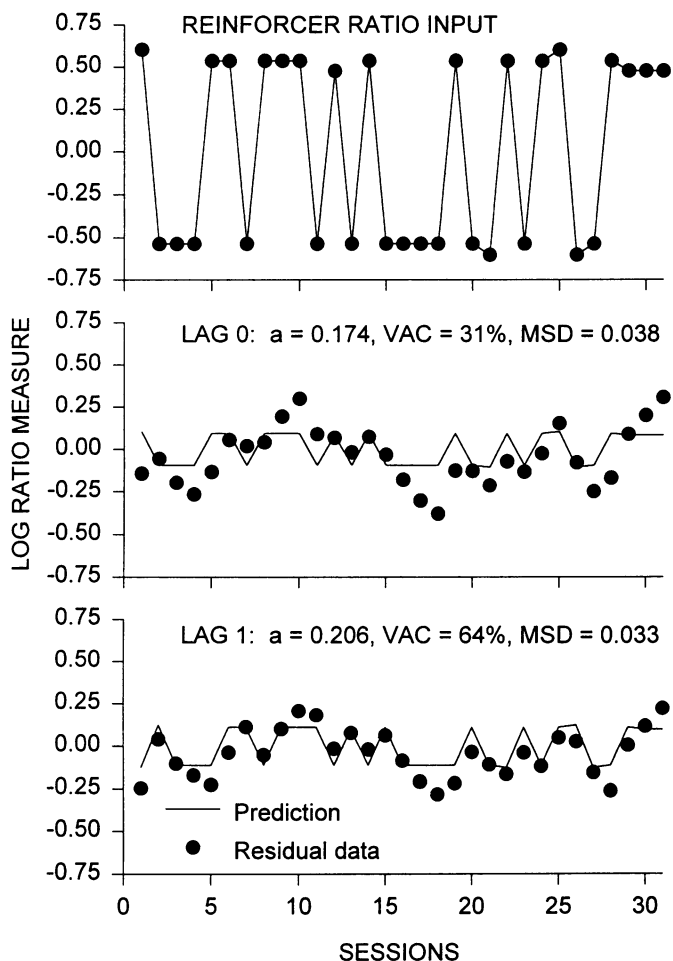 REINFORCER RATIO INPUT
0.75
0.50
0.25
0.00
-0.25
-0.50
-0.75
LOG RATIO MEASURE
LAG 0: a = 0.174, VAC = 31%, MSD = 0.038
0.75
0.50
0.25
0.00
-0.25
-0.50
-0.75
LAG 1: a = 0.206, VAC = 64%, MSD = 0.033
0.75
0.50
0.25
0.00
-0.25
-0.50
-0.75
Prediction
Residual data
0 5 10 15 20 25 30
SESSIONS